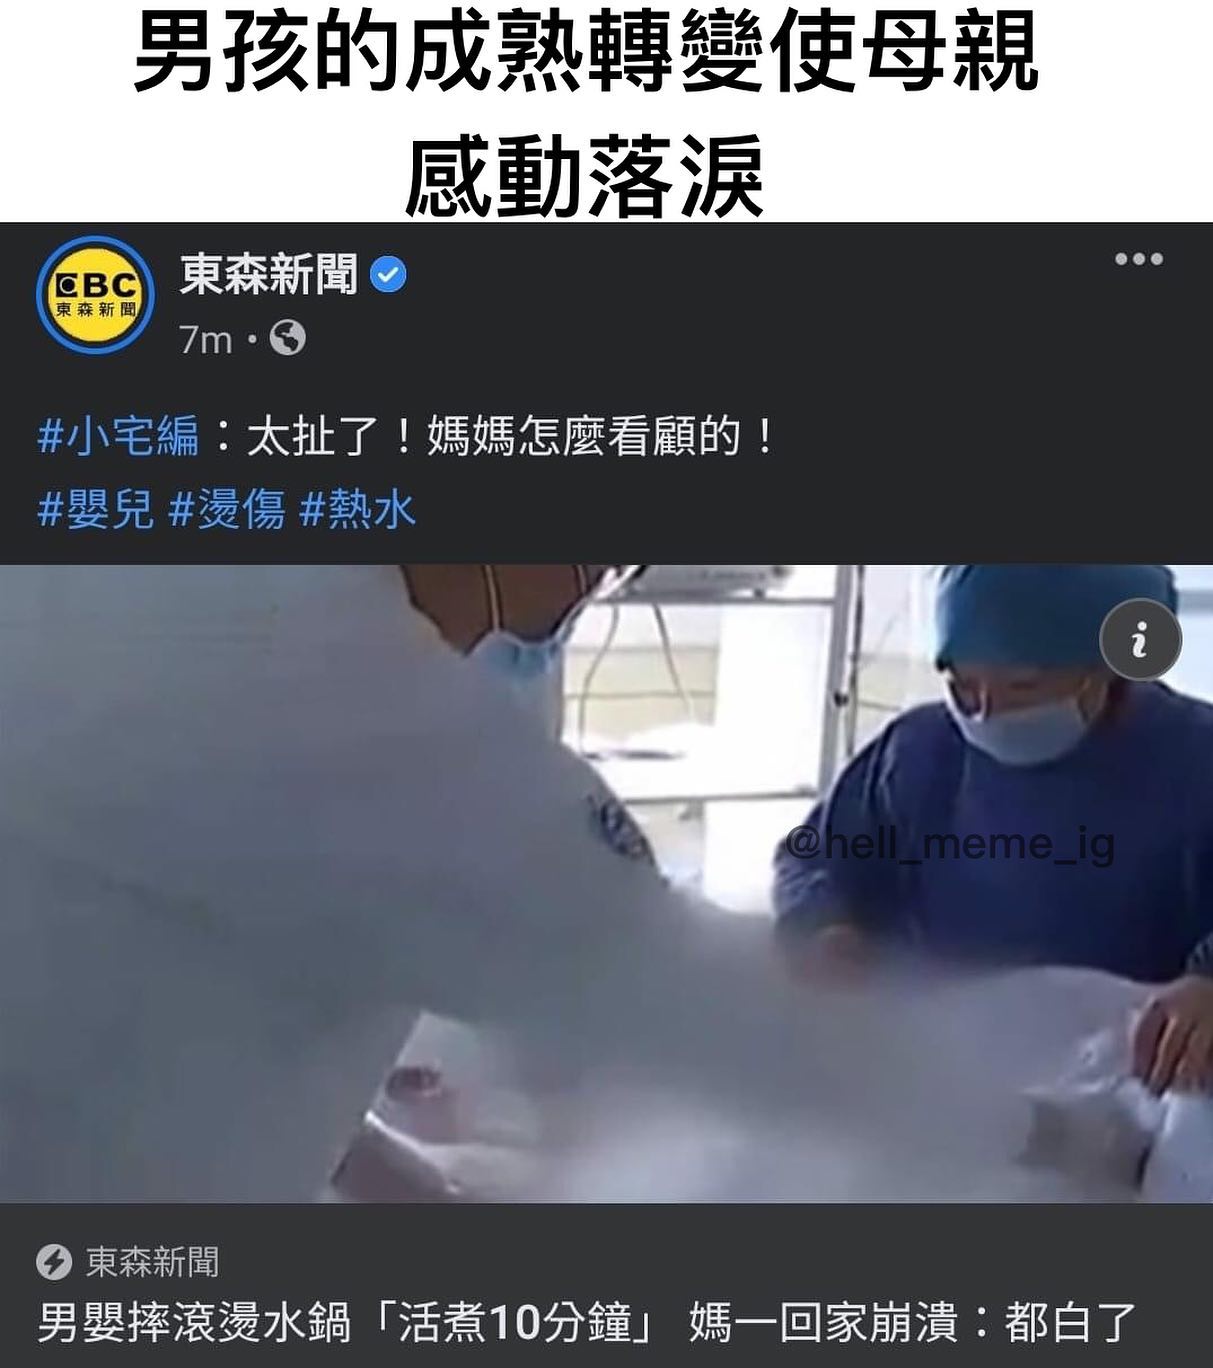 男孩的成熟轉變使母親
感動落淚
EBC
東森新聞
東森新聞
7m
#小宅編：太扯了！媽媽怎麼看顧的！
#嬰兒 #燙傷 #熱水
i
@hell_meme_ig
東森新聞
男嬰摔滾燙水鍋「活煮10分鐘」 媽一回家崩潰：都白了